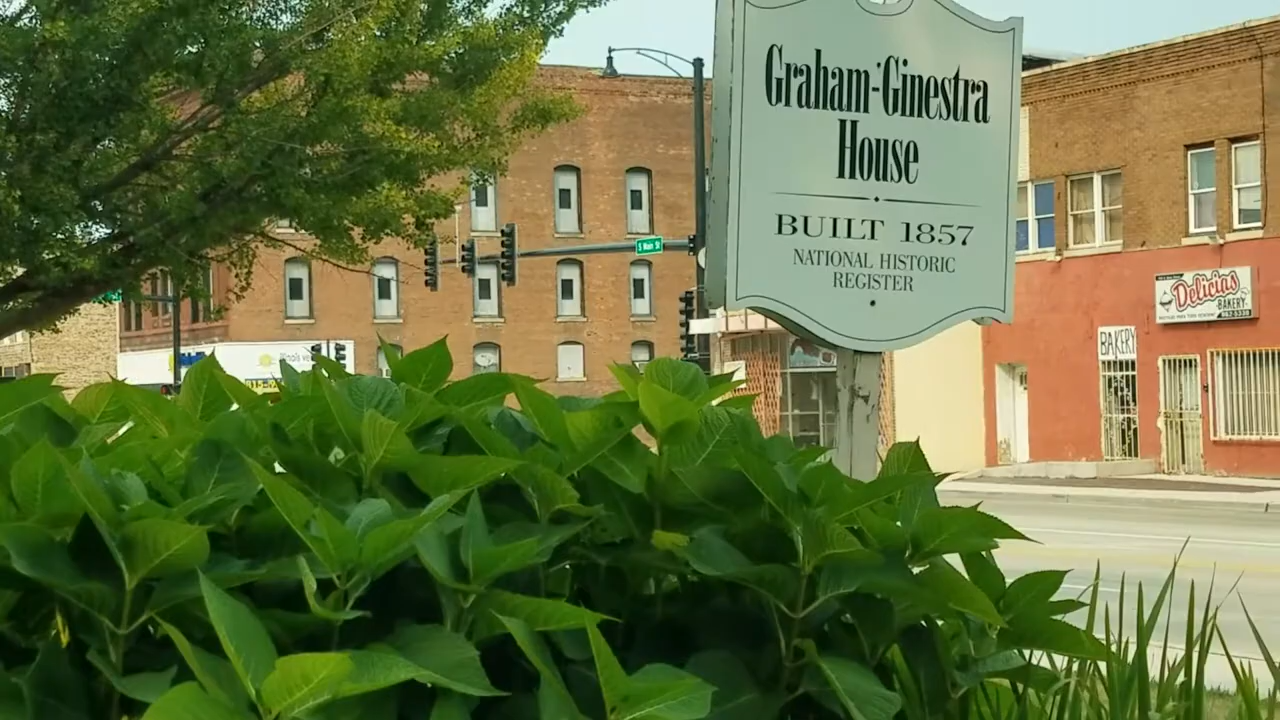 Graham-Ginestra
House
BUILT 1857
NATIONAL HISTORIC
REGISTER
S Main St
Delicias
BAKERY
BAKERY